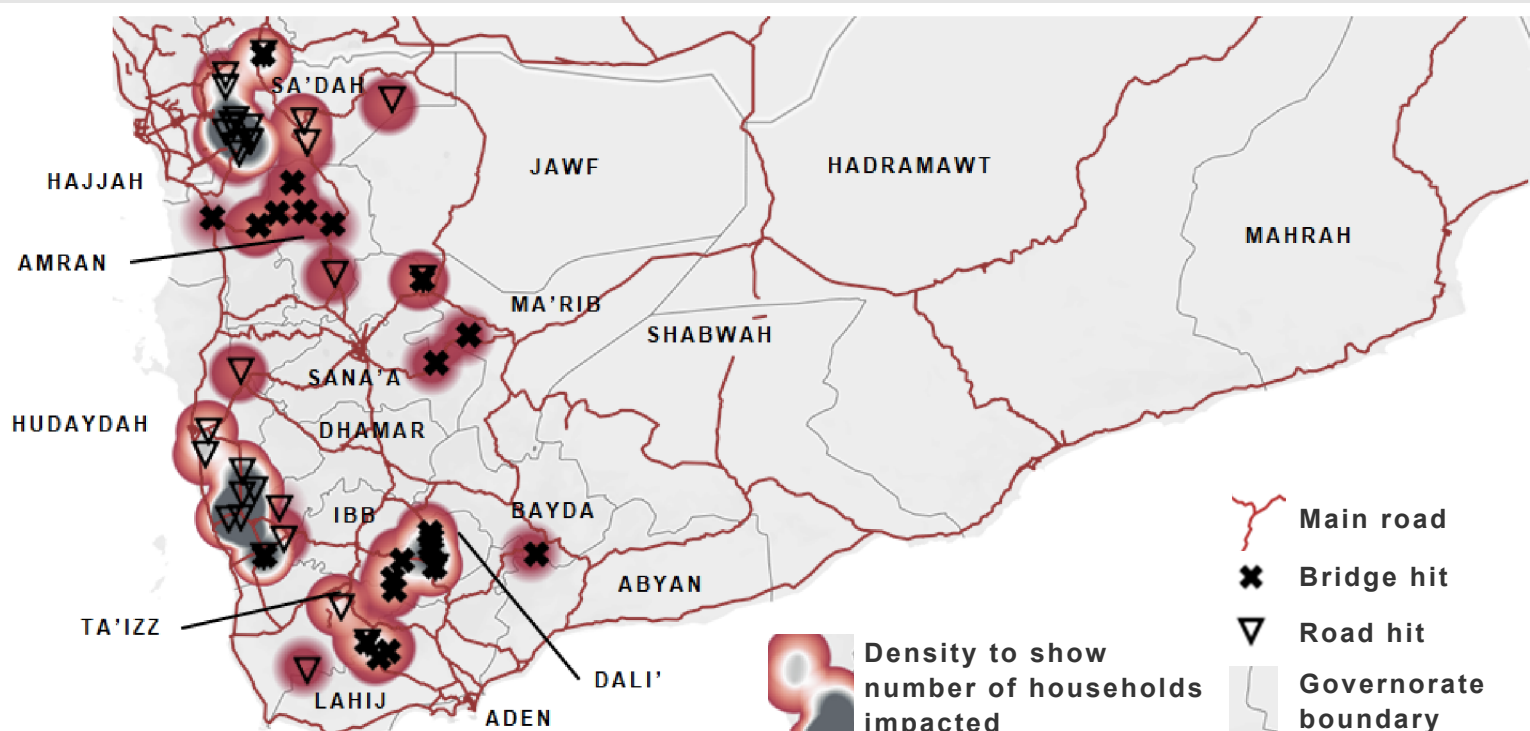 SA'DAH
JAWF
HADRAMAWT
HAJJAH
MAHRAH
AMRAN
MA'RIB
SHABWAH
SANA'A
HUDAYDAH
DHAMAR
IBB
BAYDA
ABYAN
TA'IZZ
DALI'
LAHIJ
ADEN
Main road
Bridge hit
Road hit
Density to show
number of households
impacted
Governorate
boundary